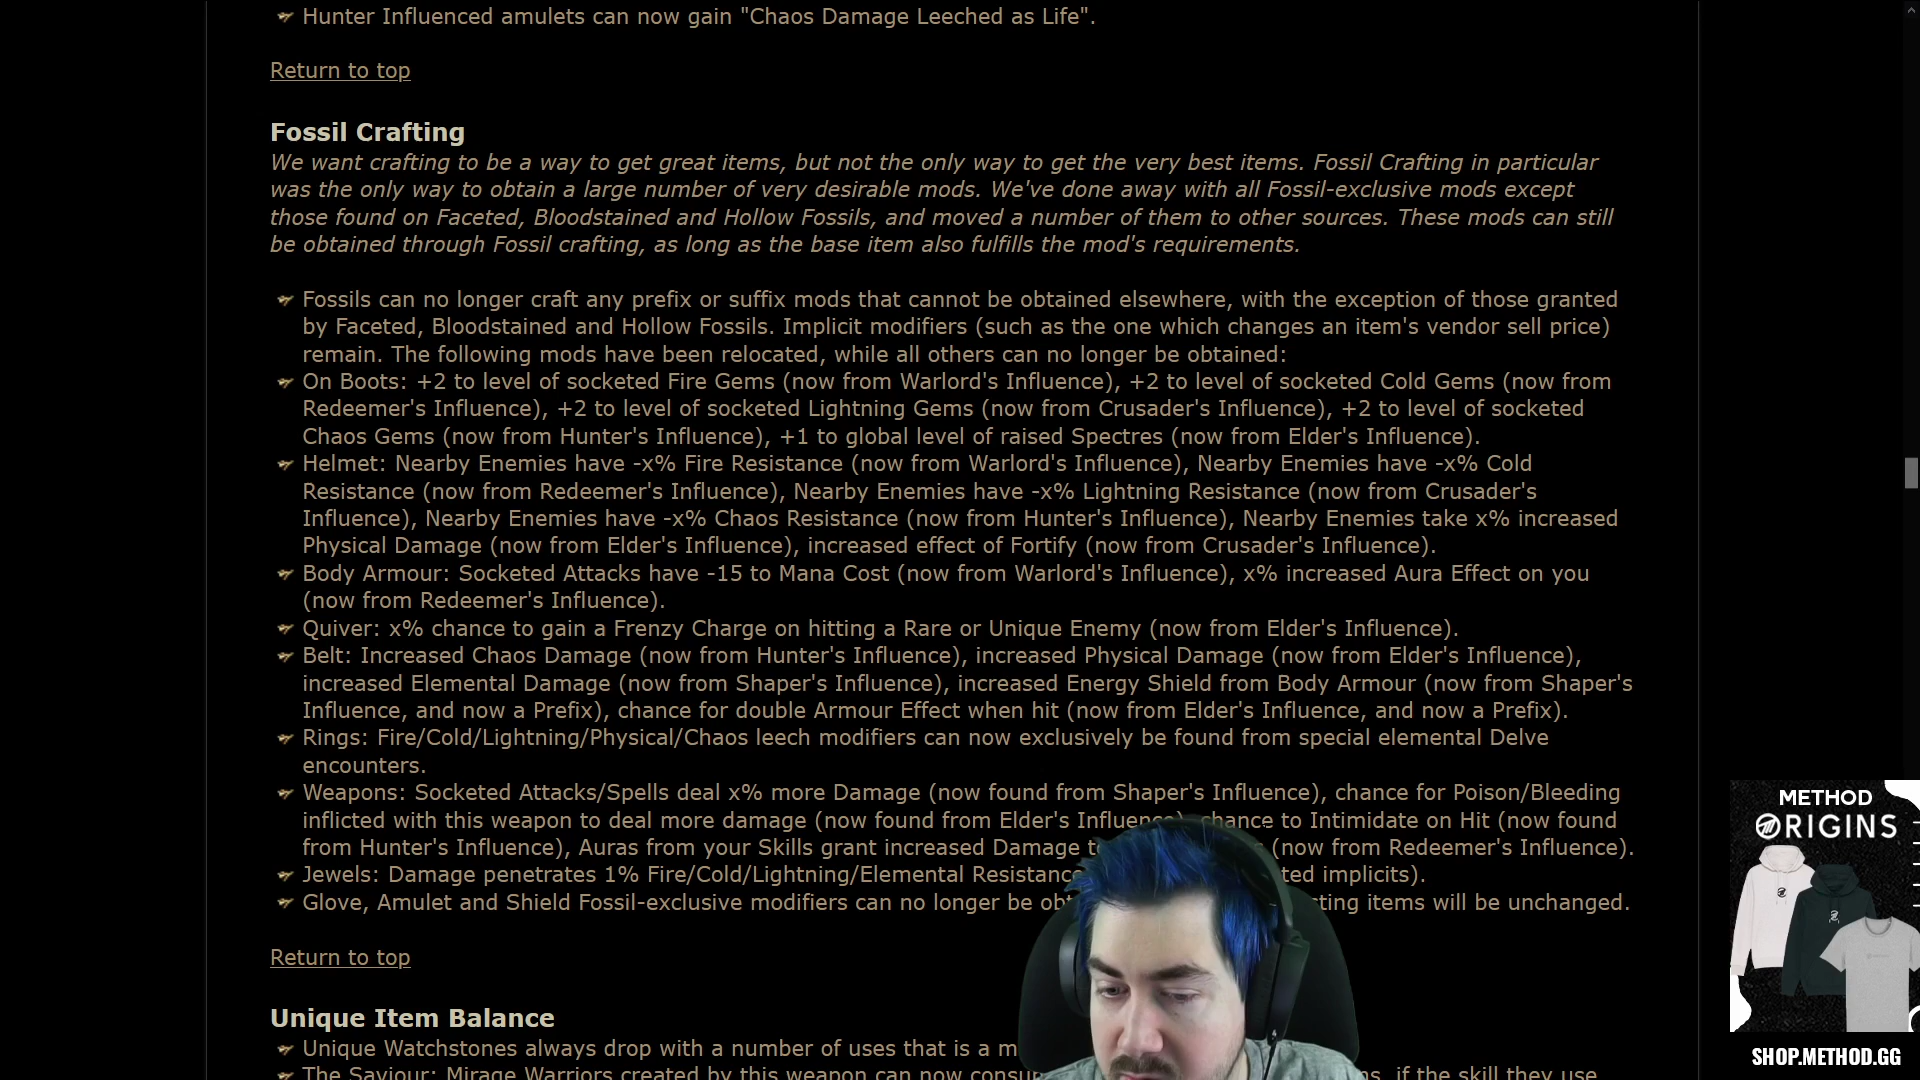 Hunter Influenced amulets can now gain "Chaos Damage Leeched as Life".
Return to top
Fossil Crafting
We want crafting to be a way to get great items, but not the only way to get the very best items. Fossil Crafting in particular
was the only way to obtain a large number of very desirable mods. We've done away with all Fossil-exclusive mods except
those found on Faceted, Bloodstained and Hollow Fossils, and moved a number of them to other sources. These mods can still
be obtained through Fossil crafting, as long as the base item also fulfills the mod's requirements.
Fossils can no longer craft any prefix or suffix mods that cannot be obtained elsewhere, with the exception of those granted
by Faceted, Bloodstained and Hollow Fossils. Implicit modifiers (such as the one which changes an item's vendor sell price)
remain. The following mods have been relocated, while all others can no longer be obtained:
On Boots: +2 to level of socketed Fire Gems (now from Warlord's Influence), +2 to level of socketed Cold Gems (now from
Redeemer's Influence), +2 to level of socketed Lightning Gems (now from Crusader's Influence), +2 to level of socketed
Chaos Gems (now from Hunter's Influence), +1 to global level of raised Spectres (now from Elder's Influence).
Helmet: Nearby Enemies have -x% Fire Resistance (now from Warlord's Influence), Nearby Enemies have -x% Cold
Resistance (now from Redeemer's Influence), Nearby Enemies have -x% Lightning Resistance (now from Crusader's
Influence), Nearby Enemies have -x% Chaos Resistance (now from Hunter's Influence), Nearby Enemies take x% increased
Physical Damage (now from Elder's Influence), increased effect of Fortify (now from Crusader's Influence).
Body Armour: Socketed Attacks have -15 to Mana Cost (now from Warlord's Influence), x% increased Aura Effect on you
(now from Redeemer's Influence).
Quiver: x% chance to gain a Frenzy Charge on hitting a Rare or Unique Enemy (now from Elder's Influence).
Belt: Increased Chaos Damage (now from Hunter's Influence), increased Physical Damage (now from Elder's Influence),
increased Elemental Damage (now from Shaper's Influence), increased Energy Shield from Body Armour (now from Shaper's
Influence, and now a Prefix), chance for double Armour Effect when hit (now from Elder's Influence, and now a Prefix).
Rings: Fire/Cold/Lightning/Physical/Chaos leech modifiers can now exclusively be found from special elemental Delve
encounters.
Weapons: Socketed Attacks/Spells deal x% more Damage (now found from Shaper's Influence), chance for Poison/Bleeding
inflicted with this weapon to deal more damage (now found from Elder's Influence), chance to Intimidate on Hit (now found
from Hunter's Influence), Auras from your Skills grant increased Damage (now from Redeemer's Influence).
Jewels: Damage penetrates 1% Fire/Cold/Lightning/Elemental Resistance implicits).
Glove, Amulet and Shield Fossil-exclusive modifiers can no longer be items will be unchanged.
Return to top
Unique Item Balance
Unique Watchstones always drop with a number of uses that is a
The Saviour: Mirage Warriors created by this weapon can now if the skill they use
METHOD
ORIGINS
SHOP.METHOD.GG